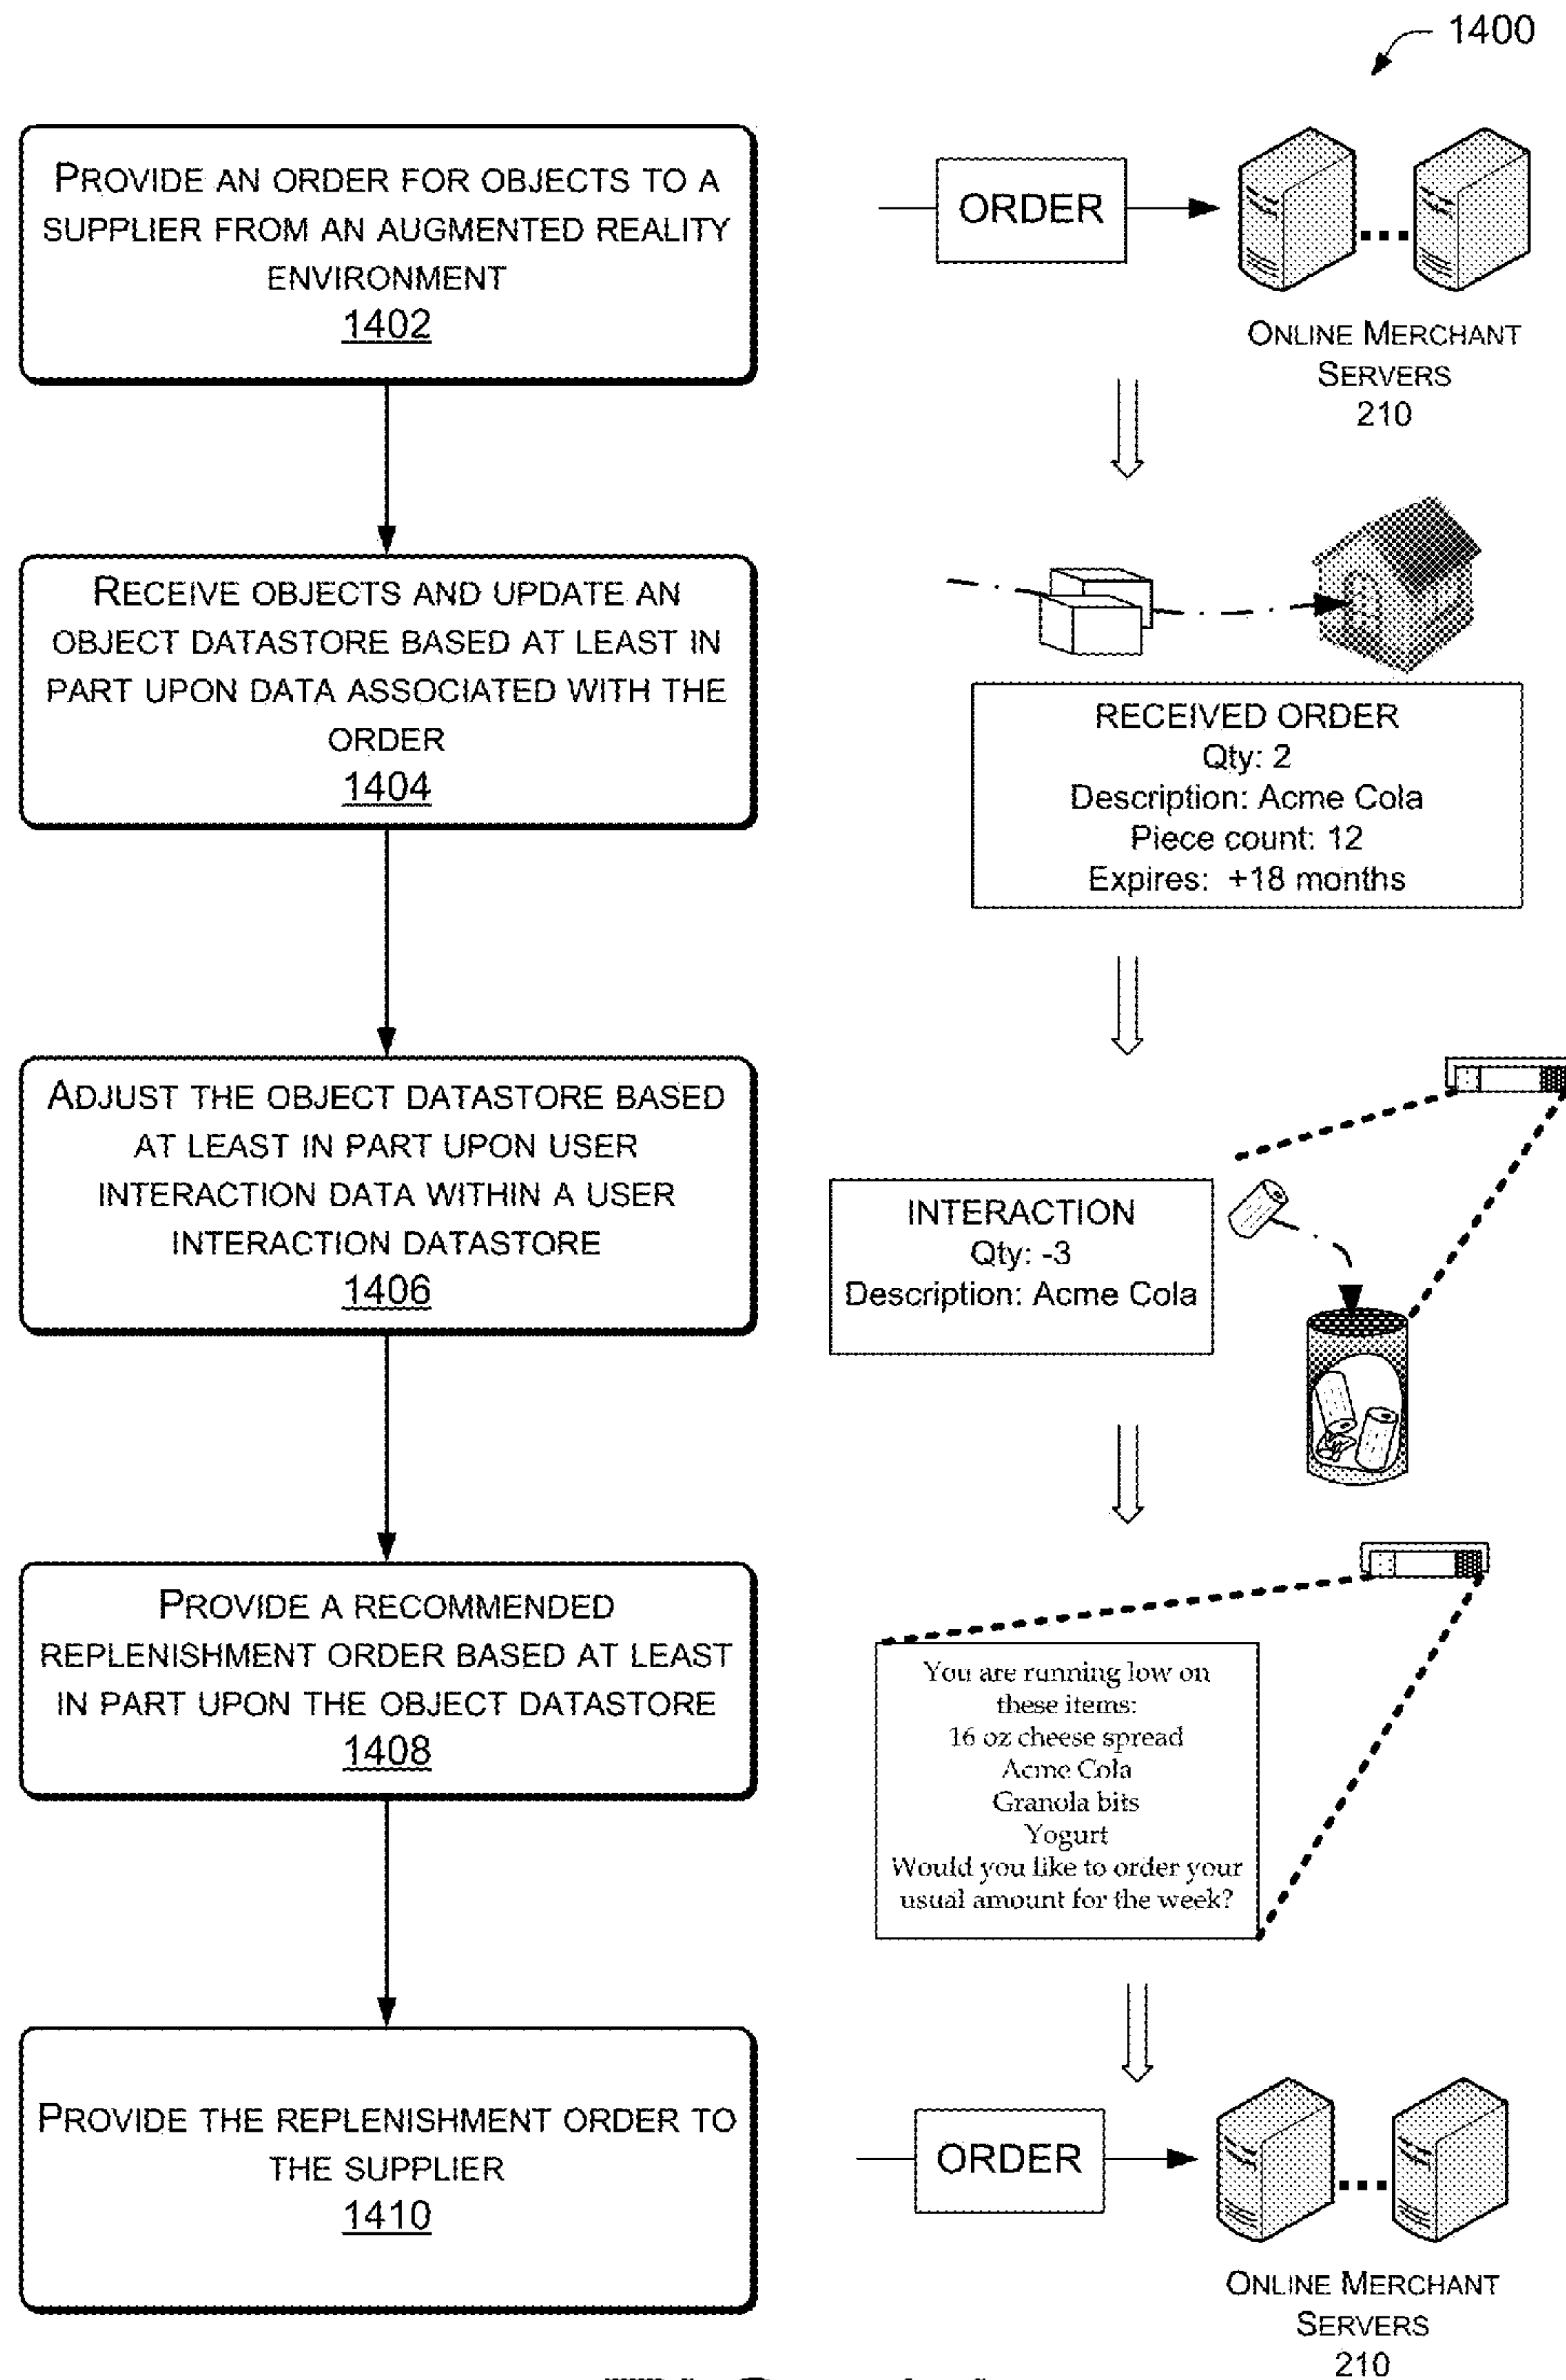 1400
PROVIDE AN ORDER FOR OBJECTS TO A
SUPPLIER FROM AN AUGMENTED REALITY
ENVIRONMENT
1402
ORDER
ONLINE MERCHANT
SERVERS
210
RECEIVE OBJECTS AND UPDATE AN
OBJECT DATASTORE BASED AT LEAST IN
PART UPON DATA ASSOCIATED WITH THE
ORDER
1404
RECEIVED ORDER
Qty: 2
Description: Acme Cola
Piece count: 12
Expires: +18 months
ADJUST THE OBJECT DATASTORE BASED
AT LEAST IN PART UPON USER
INTERACTION DATA WITHIN A USER
INTERACTION DATASTORE
1406
INTERACTION
Qty: -3
Description: Acme Cola
PROVIDE A RECOMMENDED
REPLENISHMENT ORDER BASED AT LEAST
IN PART UPON THE OBJECT DATASTORE
1408
You are running low on
these items:
16 oz cheese spread
Acme Cola
Granola bits
Yogurt
Would you like to order your
usual amount for the week?
PROVIDE THE REPLENISHMENT ORDER TO
THE SUPPLIER
1410
ORDER
ONLINE MERCHANT
SERVERS
210